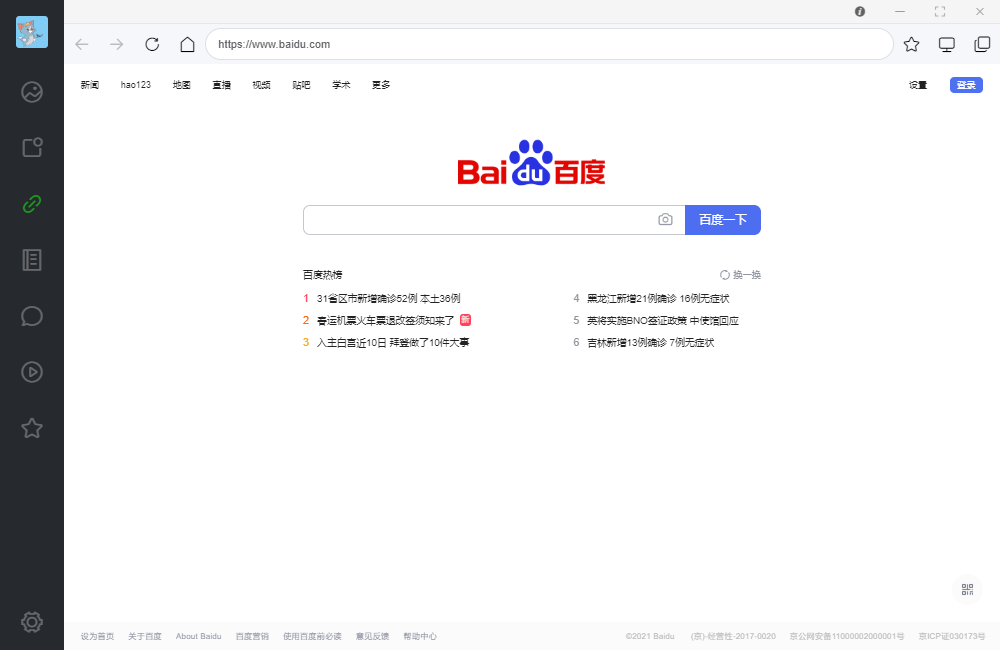 https://www.baidu.com
新闻 hao123 地图 直播 视频 贴吧 学术 更多 设置 登录
Bai du 百度
百度一下
百度热榜 换一换
1 31省区市新增确诊52例 本土36例
4 黑龙江新增21例确诊 16例无症状
2 春运机票火车票退改签须知来了 新
5 英将实施BNO签证政策 中使馆回应
3 入主白宫近10日 拜登做了10件大事
6 吉林新增13例确诊 7例无症状
设为首页 关于百度 About Baidu 百度营销 使用百度前必读 意见反馈 帮助中心 ©2021 Baidu (京)-经营性-2017-0020 京公网安备11000002000001号 京ICP证030173号